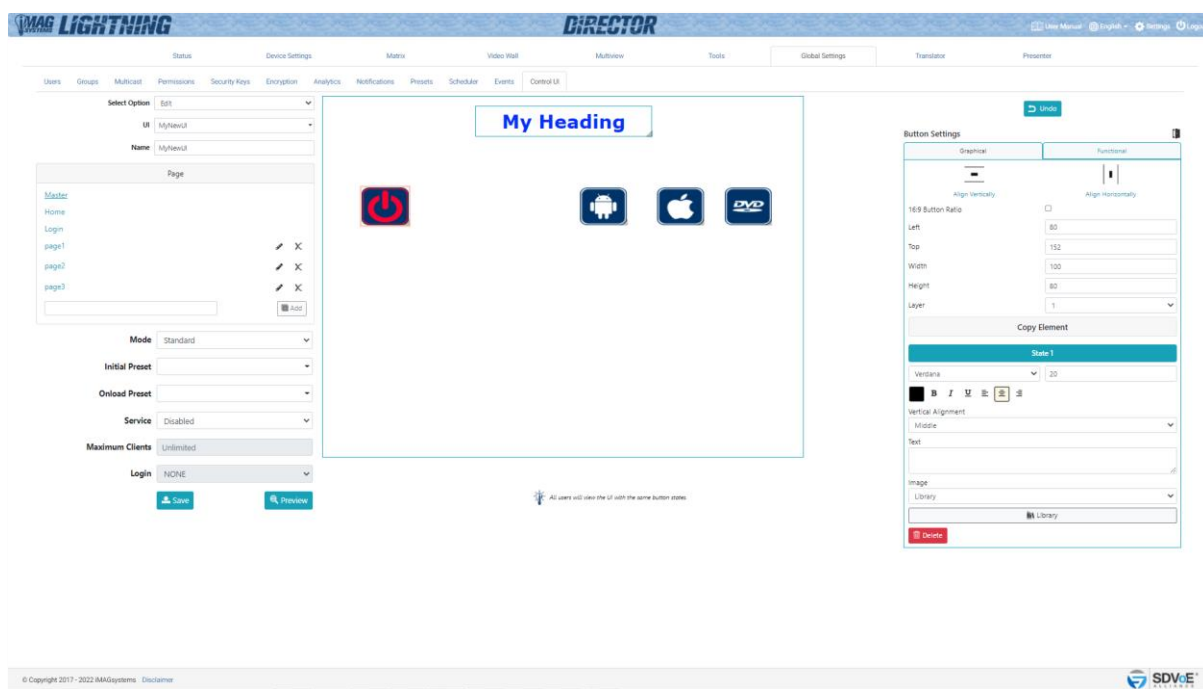 iMAG SYSTEMS LIGHTNING DiRECTOR User Manual English Settings
Status Device Settings Matrix Video Wall Multiview Tools Global Settings Translator Presenter
Users Groups Multicast Permissions Security Keys Encryption Analytics Notifications Presets Scheduler Events Control UI
Select Option Edit
UI MyNewUI
Name MyNewUI
Page
Master
Home
Login
page1
page2
page3
Add
Mode Standard
Initial Preset
Onload Preset
Service Disabled
Maximum Clients Unlimited
Login NONE
Save Preview
My Heading
DVD
All users will view the UI with the same button states
Undo
Button Settings
Graphical Functional
Align Vertically Align Horizontally
16:9 Button Ratio
Left 80
Top 152
Width 100
Height 80
Layer 1
Copy Element
State 1
Verdana 20
B I U
Vertical Alignment
Middle
Text
Image
Library
Library
Delete
© Copyright 2017 - 2022 iMAGsystems Disclaimer
SDVoE
ALLIANCE